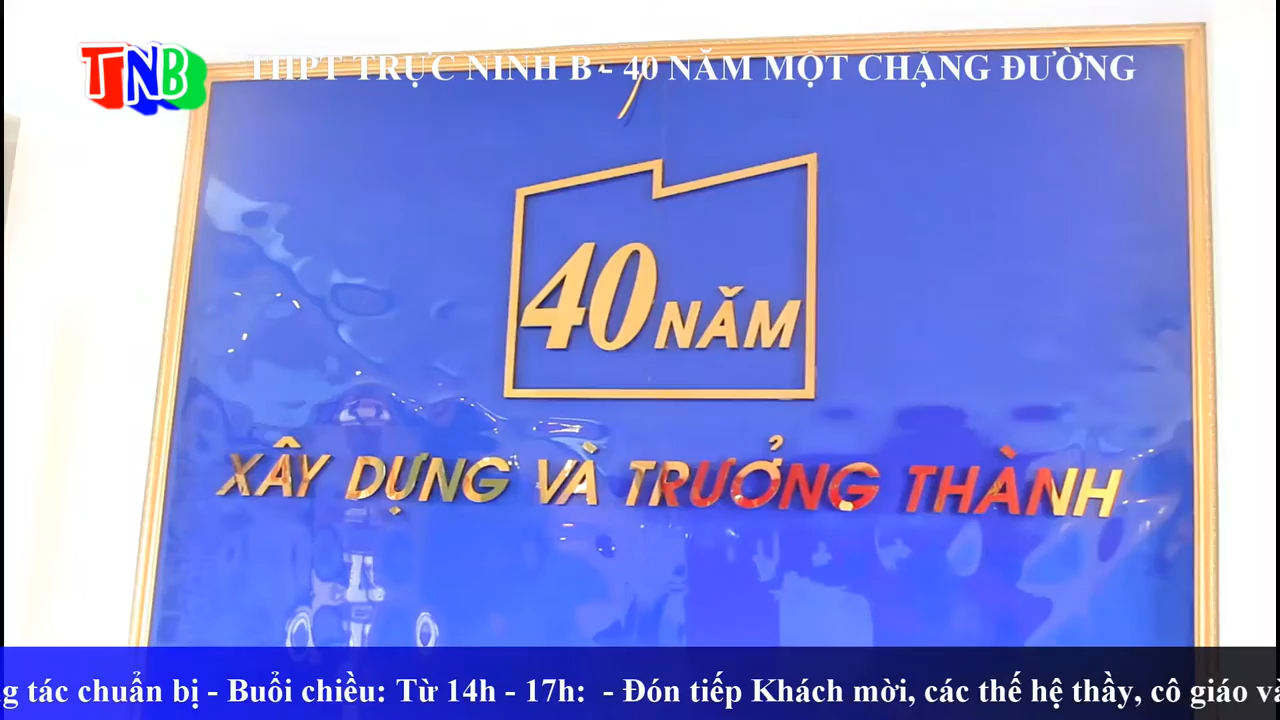 TNB
THPT TRỰC NINH B - 40 NĂM MỘT CHẶNG ĐƯỜNG
40 NĂM
XÂY DỰNG VÀ TRƯỞNG THÀNH
tác chuẩn bị - Buổi chiều: Từ 14h - 17h: - Đón tiếp Khách mời, các thế hệ thầy, cô giáo